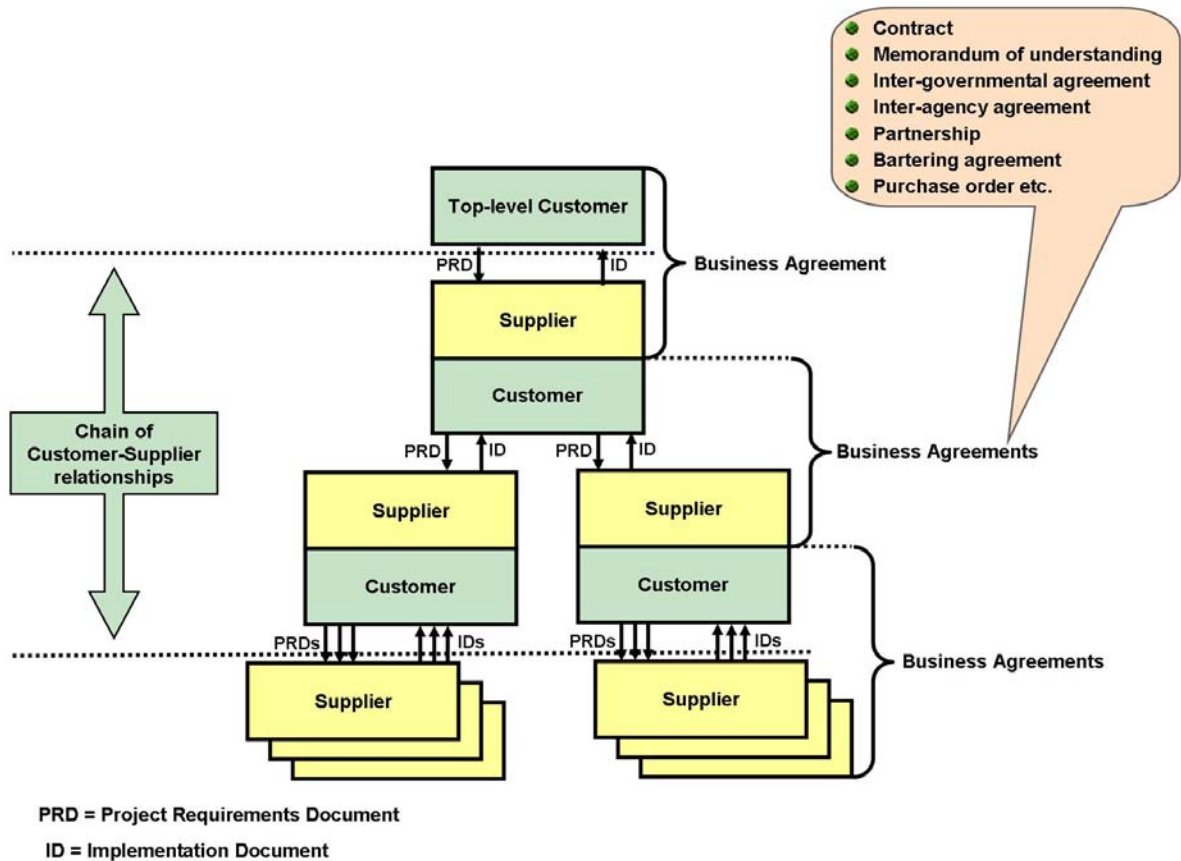 Contract
Memorandum of understanding
Inter-governmental agreement
Inter-agency agreement
Partnership
Bartering agreement
Purchase order etc.
Top-level Customer
PRD
ID
Business Agreement
Supplier
Customer
Chain of
Customer-Supplier
relationships
PRD
ID
PRD
ID
Business Agreements
Supplier
Supplier
Customer
Customer
PRDs
IDs
PRDs
IDs
Business Agreements
Supplier
Supplier
PRD = Project Requirements Document
ID = Implementation Document